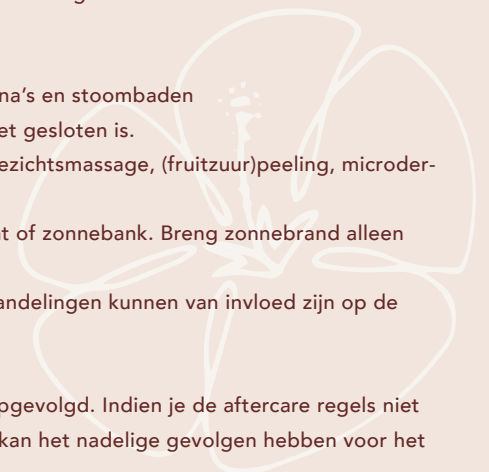 na's en stoombaden
et gesloten is.
ezichtsmassage, (fruitzuur)peeling, microder-
t of zonnebank. Breng zonnebrand alleen
andelingen kunnen van invloed zijn op de
pgevolgd. Indien je de aftercare regels niet
kan het nadelige gevolgen hebben voor het